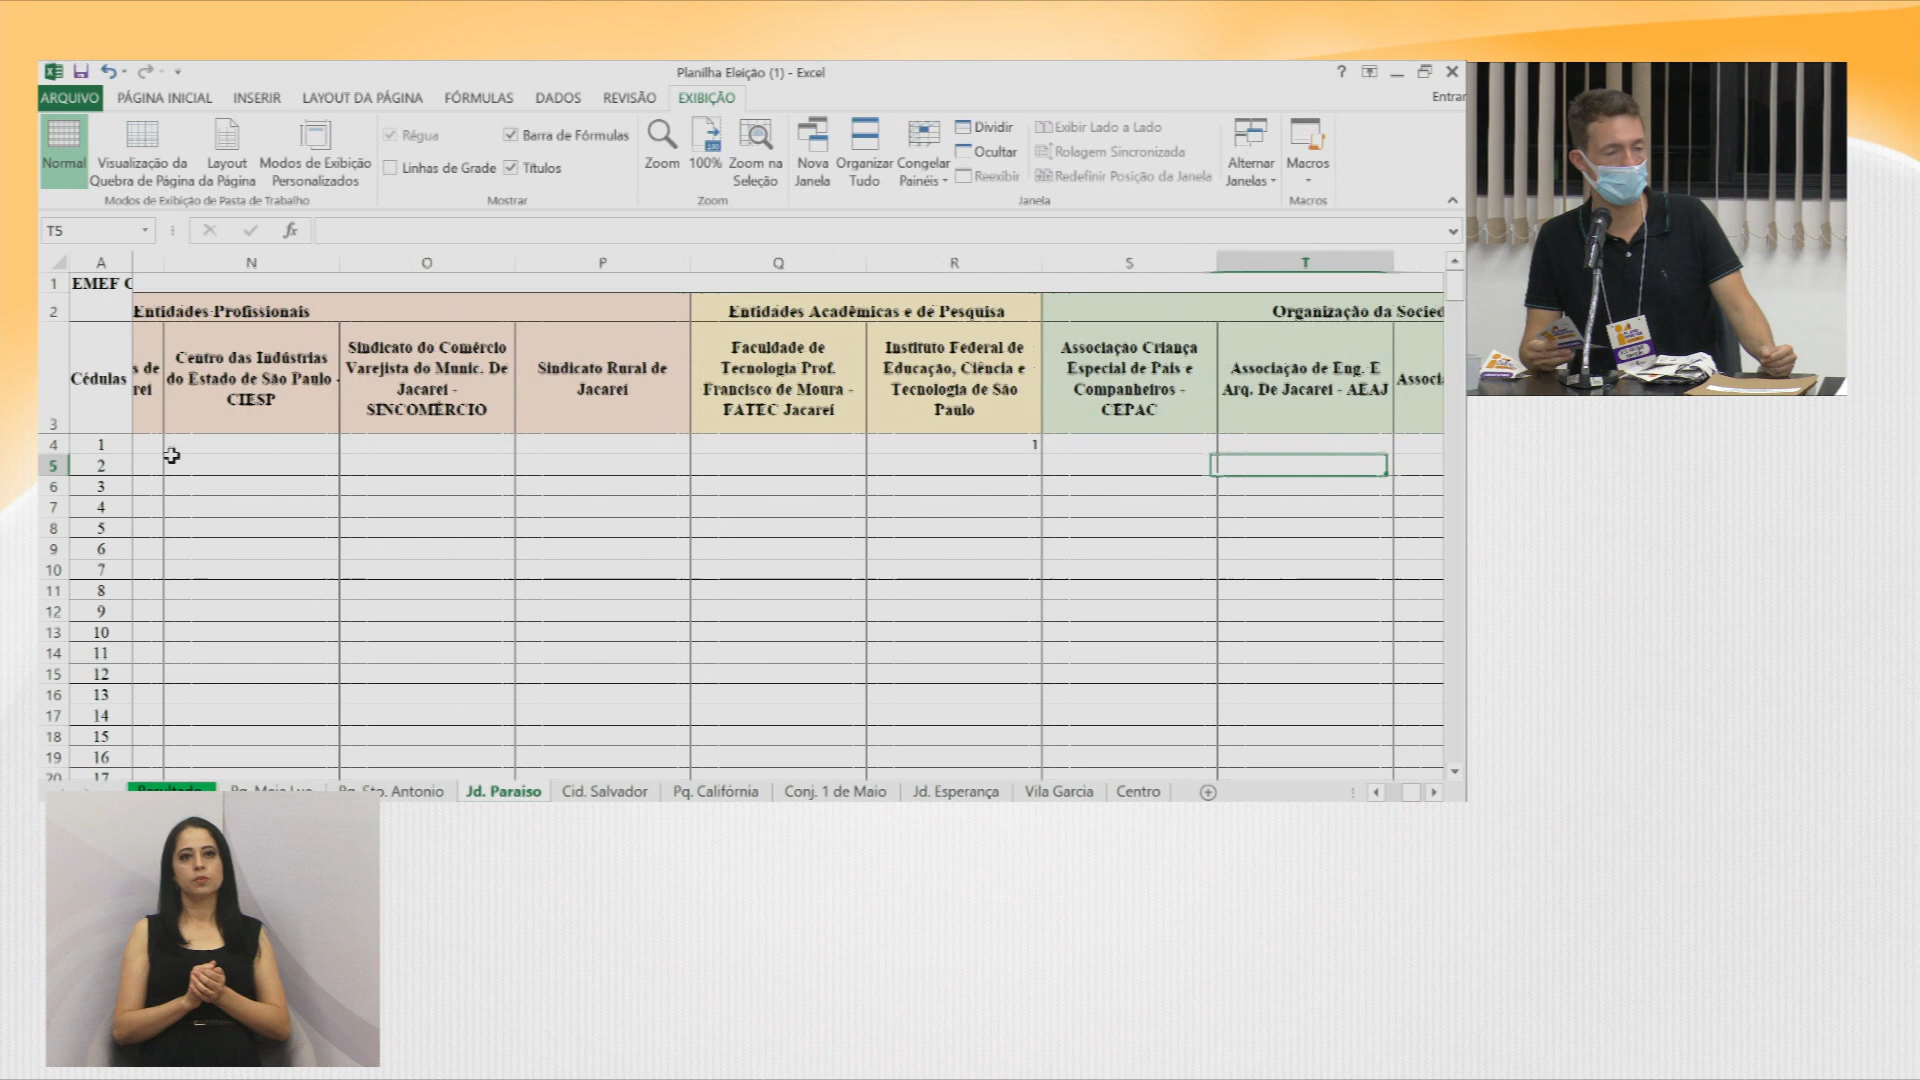 Planilha Eleição (1) - Excel
?
ARQUIVO PÁGINA INICIAL INSERIR LAYOUT DA PÁGINA FÓRMULAS DADOS REVISÃO EXIBIÇÃO Entrar
Normal
Visualização da
Quebra de Página
Layout
da Página
Modos de Exibição
Personalizados
Modos de Exibição de Pasta de Trabalho
Régua
Linhas de Grade
Barra de Fórmulas
Títulos
Mostrar
Zoom
100%
Zoom na
Seleção
Zoom
Nova
Janela
Organizar
Tudo
Congelar
Painéis
Dividir
Ocultar
Reexibir
Exibir Lado a Lado
Rolagem Sincronizada
Redefinir Posição da Janela
Janela
Alternar
Janelas
Macros
Macros
T5
fx
A N O P Q R S T
1 EMEF C
2 Entidades Profissionais Entidades Acadêmicas e de Pesquisa Organização da Socied
3 Cédulas
s de
rei
Centro das Indústrias
do Estado de São Paulo -
CIESP
Sindicato do Comércio
Varejista do Munic. De
Jacareí -
SINCOMÉRCIO
Sindicato Rural de
Jacareí
Faculdade de
Tecnologia Prof.
Francisco de Moura -
FATEC Jacareí
Instituto Federal de
Educação, Ciência e
Tecnologia de São
Paulo
Associação Criança
Especial de Pais e
Companheiros -
CEPAC
Associação de Eng. E
Arq. De Jacareí - AEAJ
Associ
4 1 1
5 2
6 3
7 4
8 5
9 6
10 7
11 8
12 9
13 10
14 11
15 12
16 13
17 14
18 15
19 16
20 17
Resultado Pq. Meia Lua Pq. Sto. Antonio Jd. Paraiso Cid. Salvador Pq. Califórnia Conj. 1 de Maio Jd. Esperança Vila Garcia Centro